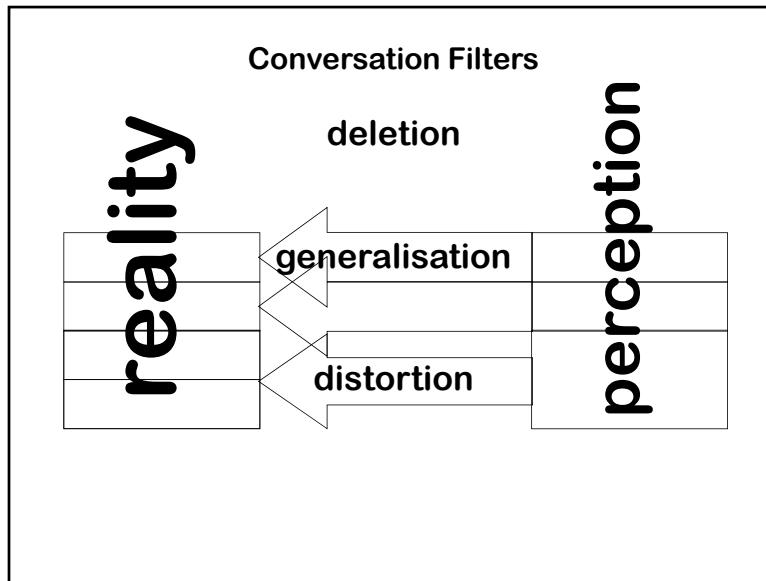 Conversation Filters
reality
deletion
generalisation
distortion
perception